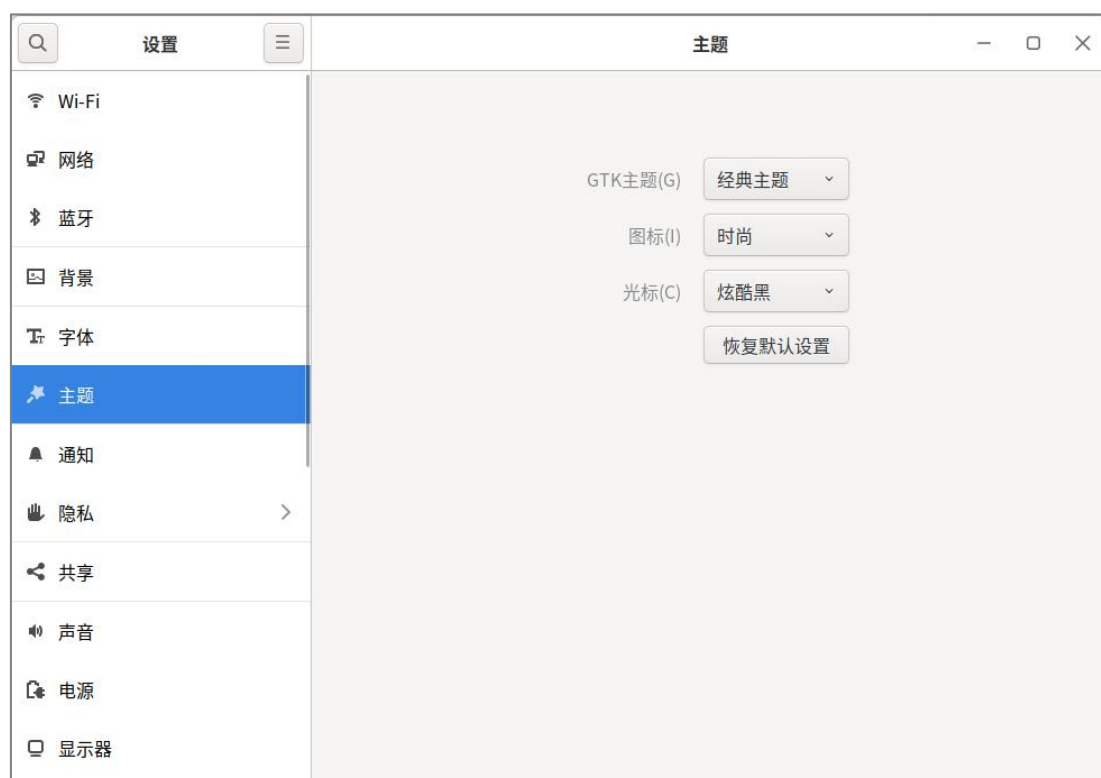 设置
主题
Wi-Fi
网络
蓝牙
背景
字体
主题
通知
隐私
共享
声音
电源
显示器
GTK主题(G) 经典主题
图标(I) 时尚
光标(C) 炫酷黑
恢复默认设置